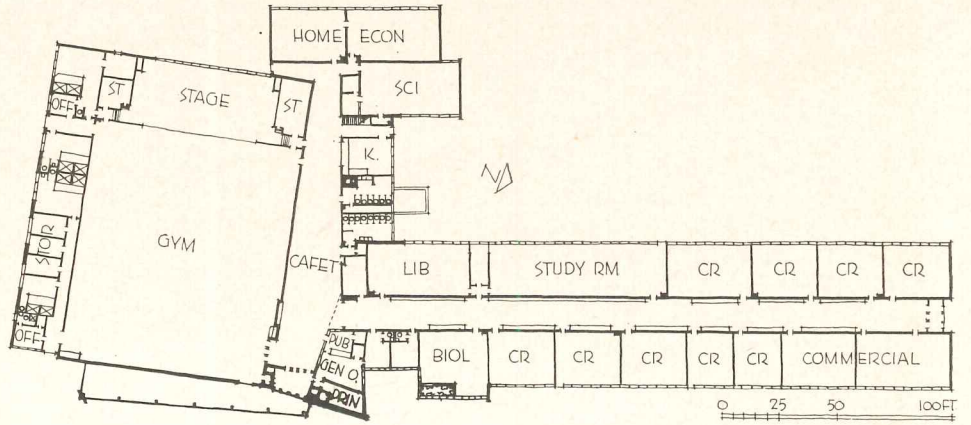 HOME ECON
SCI
STAGE
ST
ST
OFF
K.
N
GYM
STOR
CAFET
LIB
STUDY RM
CR
CR
CR
CR
OFF
PUB
GEN O.
PRIN
BIOL
CR
CR
CR
CR
CR
COMMERCIAL
0 25 50 100FT